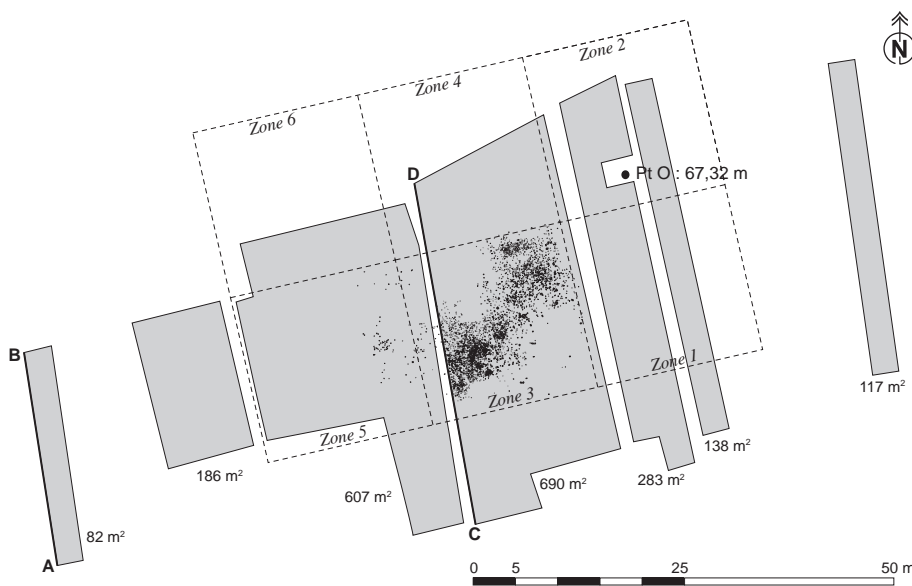 Zone 2
N
Zone 4
Zone 6
D
Pt O : 67,32 m
B
Zone 1
117 m²
Zone 3
Zone 5
138 m²
186 m²
283 m²
690 m²
607 m²
C
82 m²
A
0 5 25 50 m